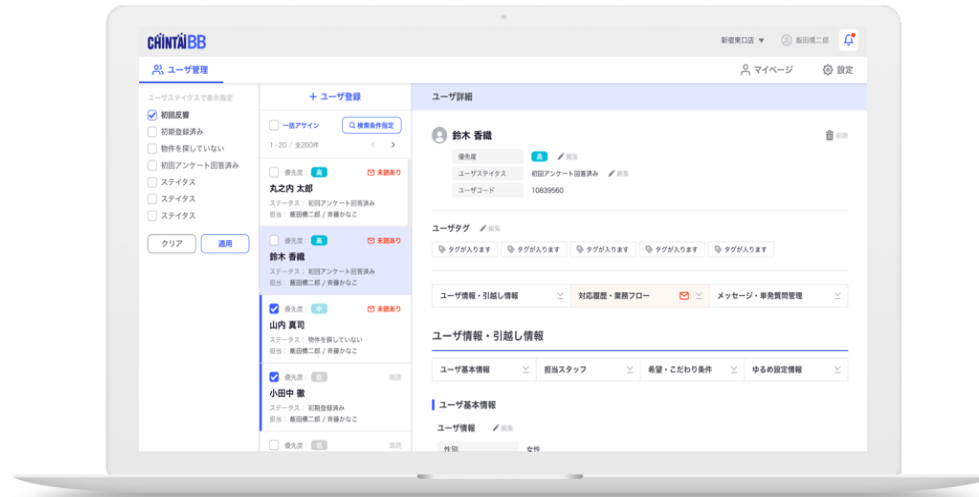 CHINTAI BB
新宿東口店 ▼
飯田橋二郎
ユーザ管理
マイページ
設定
ユーザステイタスで表示指定
初回反響
初期登録済み
物件を探していない
初回アンケート回答済み
ステイタス
ステイタス
ステイタス
クリア
適用
+ ユーザ登録
一括アサイン
検索条件指定
1-20 / 全200件
優先度： 高 未読あり
丸之内 太郎
ステータス： 初回アンケート回答済み
担当： 飯田橋二郎 / 斉藤かなこ
優先度： 高 未読あり
鈴木 香織
ステータス： 初回アンケート回答済み
担当： 飯田橋二郎 / 斉藤かなこ
優先度： 中 未読あり
山内 真司
ステータス： 物件を探していない
担当： 飯田橋二郎 / 斉藤かなこ
優先度： 低 既読
小田中 徹
ステータス： 初期登録済み
担当： 飯田橋二郎 / 斉藤かなこ
優先度： 低 既読
ユーザ詳細
鈴木 香織
削除
優先度 高 編集
ユーザステイタス 初回アンケート回答済み 編集
ユーザコード 10839560
ユーザタグ 編集
タグが入ります タグが入ります タグが入ります タグが入ります タグが入ります
ユーザ情報・引越し情報
対応履歴・業務フロー
メッセージ・単発質問管理
ユーザ情報・引越し情報
ユーザ基本情報
担当スタッフ
希望・こだわり条件
ゆるめ設定情報
ユーザ基本情報
ユーザ情報 編集
性別 女性